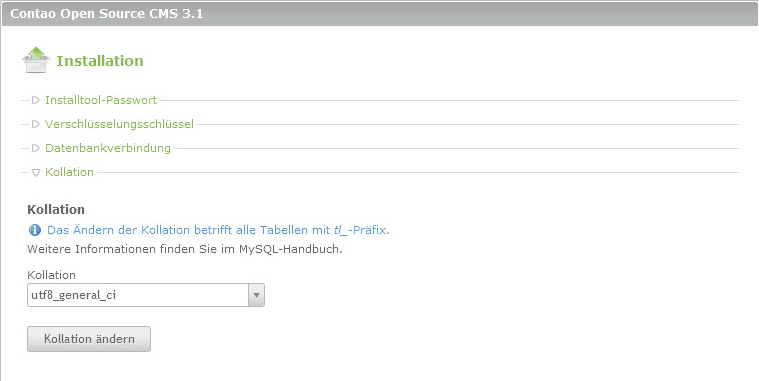 Contao Open Source CMS 3.1
Installation
Installtool-Passwort
Verschlüsselungsschlüssel
Datenbankverbindung
Kollation
Kollation
Das Ändern der Kollation betrifft alle Tabellen mit tl_-Präfix.
Weitere Informationen finden Sie im MySQL-Handbuch.
Kollation
utf8_general_ci
Kollation ändern